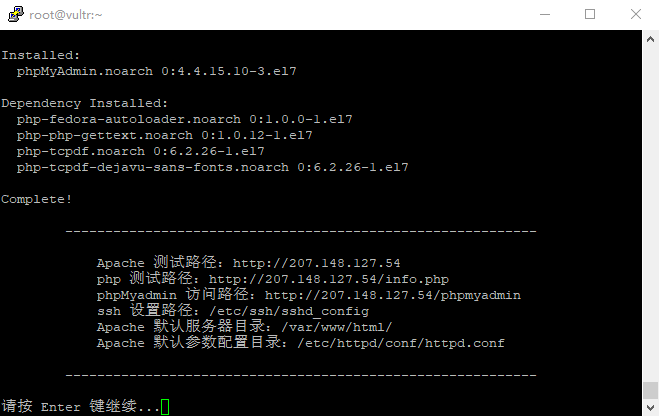 root@vultr:~
Installed:
phpMyAdmin.noarch 0:4.4.15.10-3.el7
Dependency Installed:
php-fedora-autoloader.noarch 0:1.0.0-1.el7
php-php-gettext.noarch 0:1.0.12-1.el7
php-tcpdf.noarch 0:6.2.26-1.el7
php-tcpdf-dejavu-sans-fonts.noarch 0:6.2.26-1.el7
Complete!
-----------------------------------------------------------
Apache 测试路径：http://207.148.127.54
php 测试路径：http://207.148.127.54/info.php
phpMyadmin 访问路径：http://207.148.127.54/phpmyadmin
ssh 设置路径：/etc/ssh/sshd_config
Apache 默认服务器目录：/var/www/html/
Apache 默认参数配置目录：/etc/httpd/conf/httpd.conf
-----------------------------------------------------------
请按 Enter 键继续...